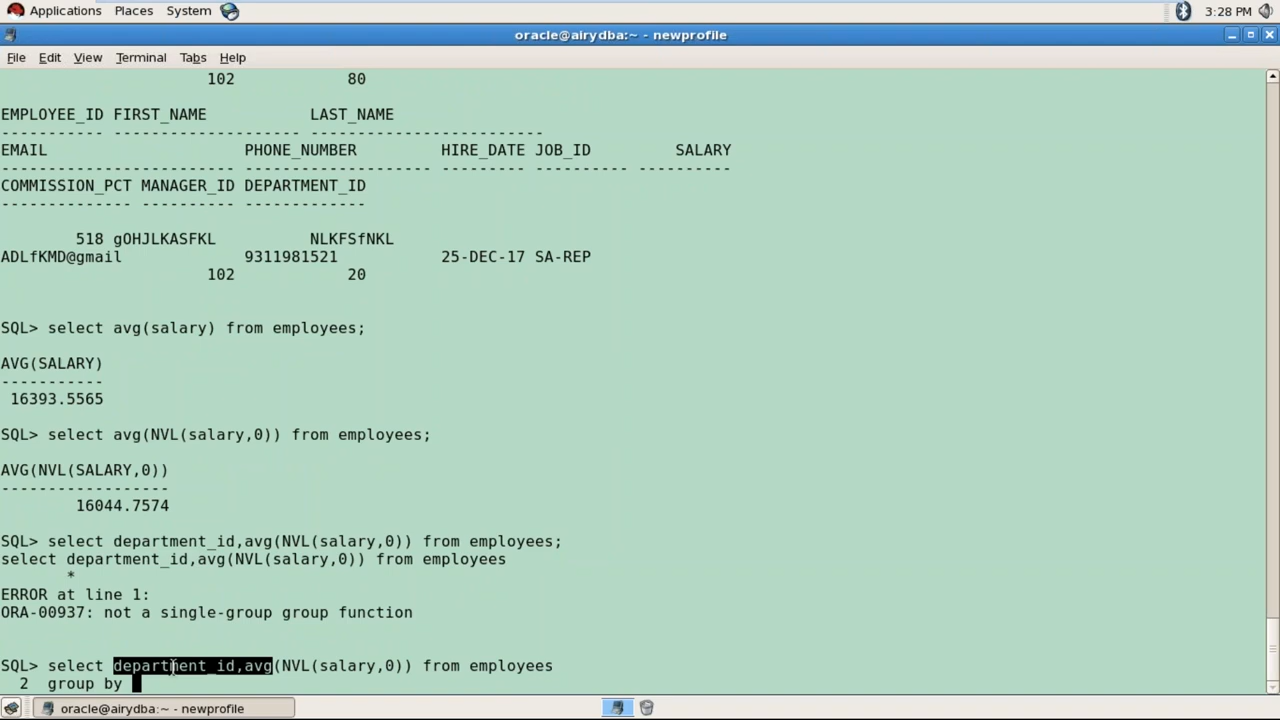 Applications Places System 3:28 PM
oracle@airydba:~ - newprofile
File Edit View Terminal Tabs Help
102 80
EMPLOYEE_ID FIRST_NAME LAST_NAME
----------- -------------------- -------------------------
EMAIL PHONE_NUMBER HIRE_DATE JOB_ID SALARY
------------------------- -------------------- --------- ---------- ----------
COMMISSION_PCT MANAGER_ID DEPARTMENT_ID
-------------- ---------- -------------
518 gOHJLKASFKL NLKFSfNKL
ADLfKMD@gmail 9311981521 25-DEC-17 SA-REP
102 20
SQL> select avg(salary) from employees;
AVG(SALARY)
-----------
16393.5565
SQL> select avg(NVL(salary,0)) from employees;
AVG(NVL(SALARY,0))
------------------
16044.7574
SQL> select department_id,avg(NVL(salary,0)) from employees;
select department_id,avg(NVL(salary,0)) from employees
*
ERROR at line 1:
ORA-00937: not a single-group group function
SQL> select department_id,avg(NVL(salary,0)) from employees
2 group by
oracle@airydba:~ - newprofile